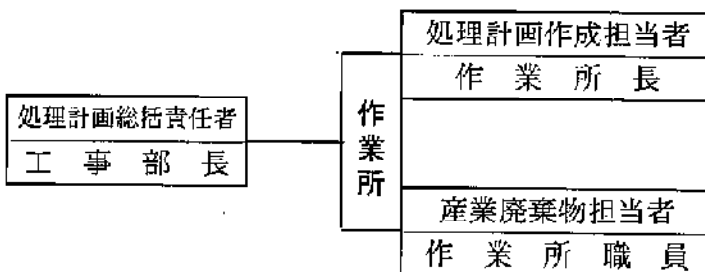 処理計画総括責任者
工事部長
作業所
処理計画作成担当者
作業所長
産業廃棄物担当者
作業所職員